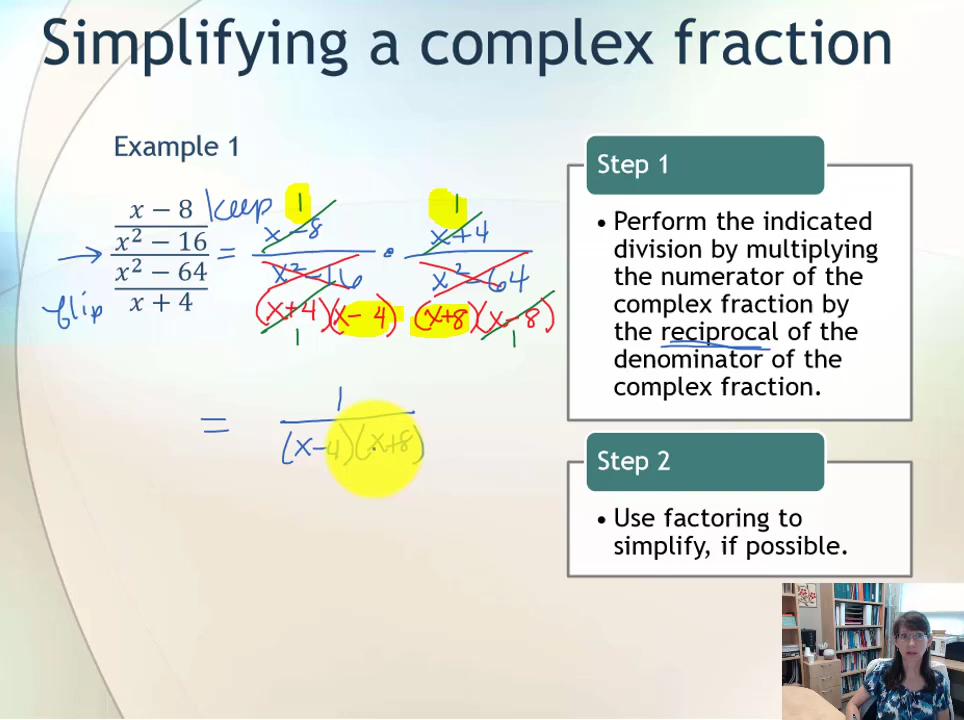 Simplifying a complex fraction
Example 1
x − 8 keep
x² − 16
x² − 64
x + 4
flip
→
= x − 8 · x + 4
x² − 16 x² − 64
(x+4)(x− 4) (x+8)(x− 8)
1 1
1 1
= 1
(x−4)(x+8)
Step 1
• Perform the indicated
division by multiplying
the numerator of the
complex fraction by
the reciprocal of the
denominator of the
complex fraction.
Step 2
• Use factoring to
simplify, if possible.